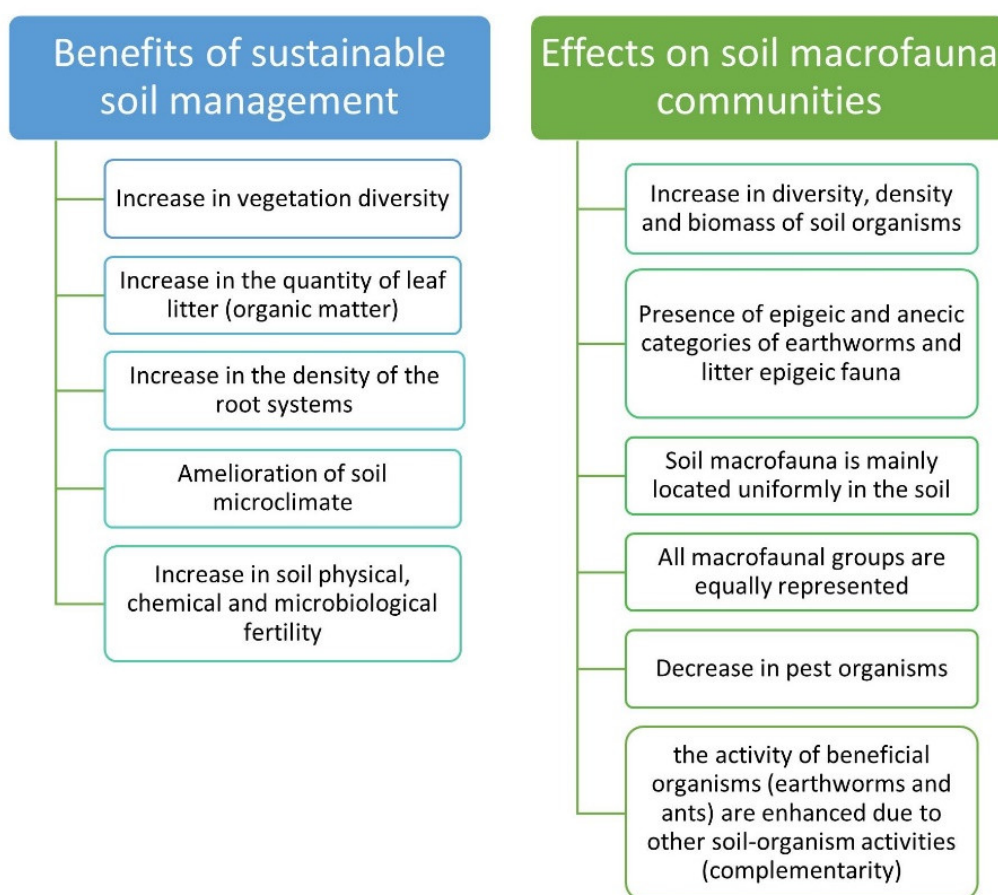 Benefits of sustainable
soil management
Increase in vegetation diversity
Increase in the quantity of leaf
litter (organic matter)
Increase in the density of the
root systems
Amelioration of soil
microclimate
Increase in soil physical,
chemical and microbiological
fertility
Effects on soil macrofauna
communities
Increase in diversity, density
and biomass of soil organisms
Presence of epigeic and anecic
categories of earthworms and
litter epigeic fauna
Soil macrofauna is mainly
located uniformly in the soil
All macrofaunal groups are
equally represented
Decrease in pest organisms
the activity of beneficial
organisms (earthworms and
ants) are enhanced due to
other soil-organism activities
(complementarity)